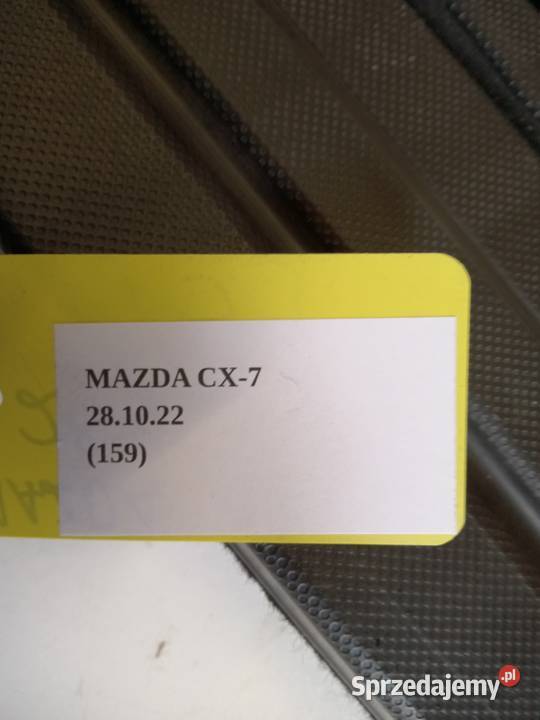 MAZDA CX-7
28.10.22
(159)
Sprzedajemy.pl